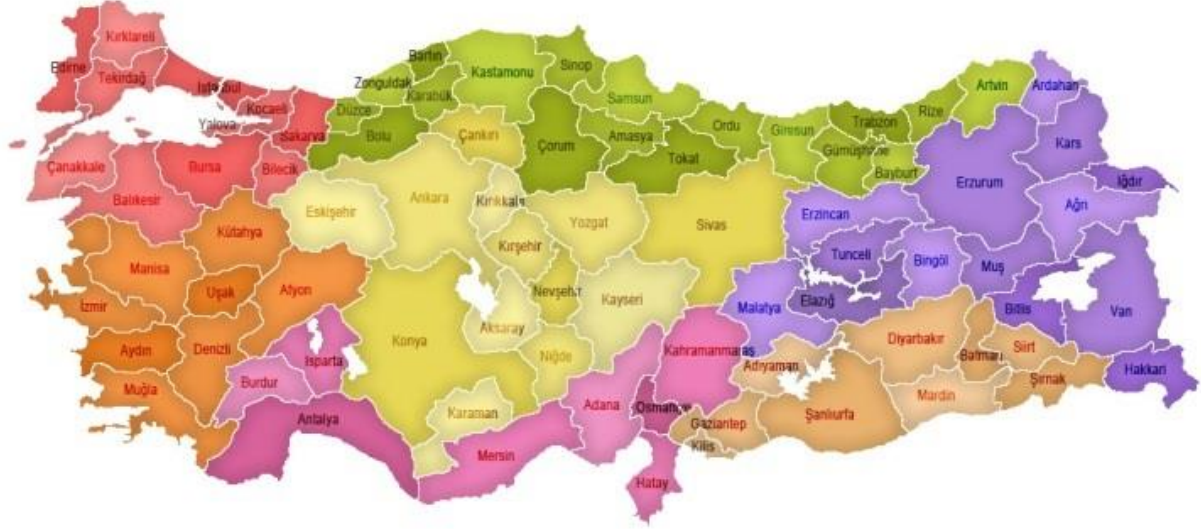 Kırklareli
Edirne
Tekirdağ
İstanbul
Kocaeli
Yalova
Sakarya
Çanakkale
Bursa
Bilecik
Balıkesir
Bartın
Zonguldak
Karabük
Kastamonu
Sinop
Düzce
Bolu
Çankırı
Çorum
Samsun
Amasya
Tokat
Ordu
Giresun
Trabzon
Gümüşhane
Bayburt
Rize
Artvin
Ardahan
Kars
Iğdır
Erzurum
Ağrı
Erzincan
Tunceli
Bingöl
Muş
Elazığ
Malatya
Bitlis
Van
Hakkari
Eskişehir
Ankara
Kırıkkale
Yozgat
Sivas
Kırşehir
Nevşehir
Kayseri
Aksaray
Niğde
Konya
Karaman
Kütahya
Manisa
Uşak
Afyon
İzmir
Aydın
Denizli
Muğla
Isparta
Burdur
Antalya
Mersin
Adana
Kahramanmaraş
Osmaniye
Hatay
Adıyaman
Gaziantep
Kilis
Şanlıurfa
Diyarbakır
Batman
Siirt
Mardin
Şırnak